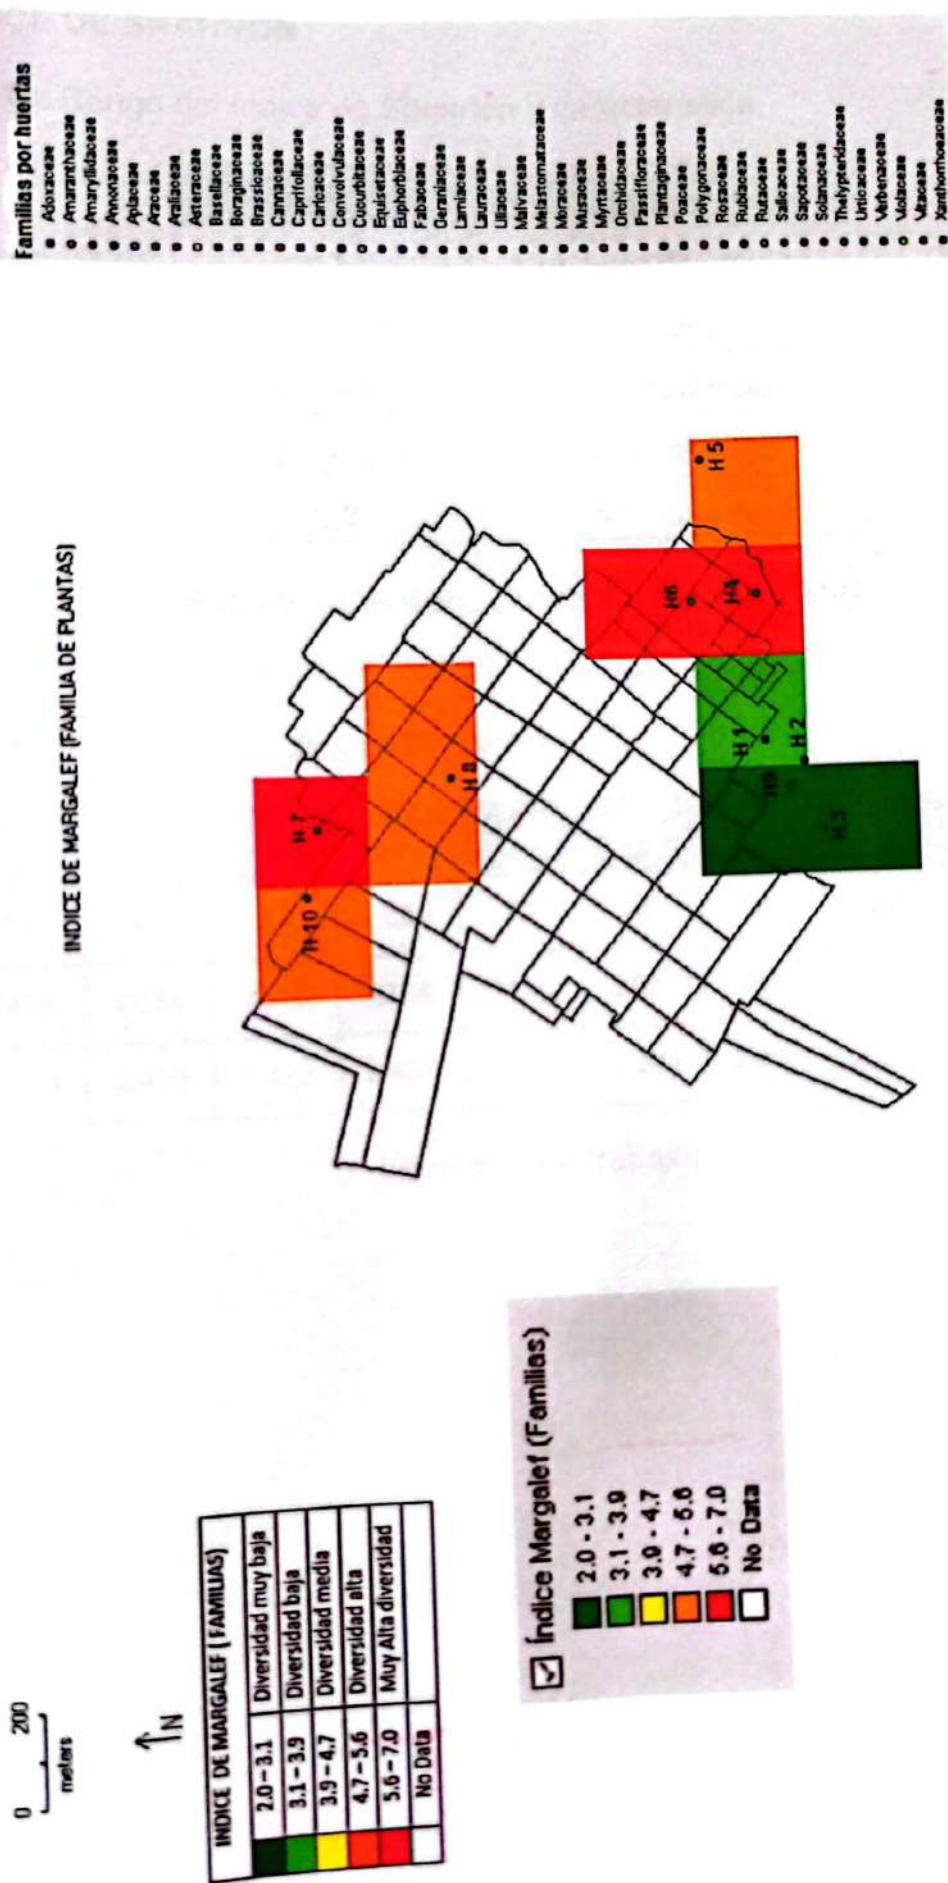 0 200
meters
N
INDICE DE MARGALEF ( FAMILIAS)
2.0 – 3.1 Diversidad muy baja
3.1 – 3.9 Diversidad baja
3.9 – 4.7 Diversidad media
4.7 – 5.6 Diversidad alta
5.6 – 7.0 Muy Alta diversidad
No Data
Índice Margalef (Familias)
2.0 - 3.1
3.1 - 3.9
3.9 - 4.7
4.7 - 5.6
5.6 - 7.0
No Data
INDICE DE MARGALEF (FAMILIA DE PLANTAS)
H 10
H 7
H 8
H 3
H9
H 1
H 2
H6
H4
H 5
Familias por huertas
Adoxaceae
Amaranthaceae
Amaryllidaceae
Annonaceae
Apiaceae
Araceae
Araliaceae
Asteraceae
Basellaceae
Boraginaceae
Brassicaceae
Cannaceae
Caprifoliaceae
Caricaceae
Convolvulaceae
Cucurbitaceae
Equisetaceae
Euphorbiaceae
Fabaceae
Geraniaceae
Lamiaceae
Lauraceae
Liliaceae
Malvraceae
Melastomataceae
Moraceae
Musaceae
Myrtaceae
Orchidaceae
Passifloraceae
Plantaginaceae
Poaceae
Polygonaceae
Rosaceae
Rubiaceae
Rutaceae
Salicaceae
Sapotaceae
Solanaceae
Thelypteridaceae
Urticaceae
Verbenaceae
Violaceae
Vitaceae
Xanthorrhoeaceae